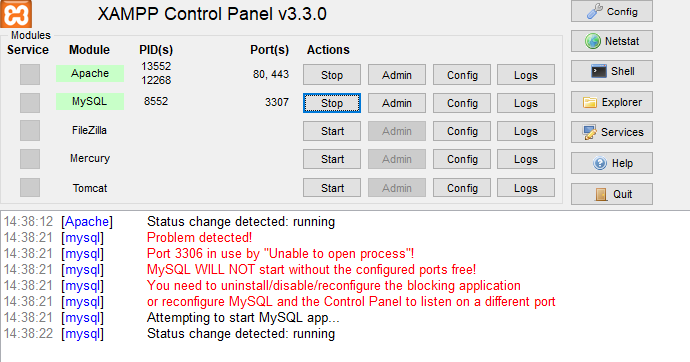 XAMPP Control Panel v3.3.0
Config
Modules
Service Module PID(s) Port(s) Actions
Netstat
Apache 13552 12268 80, 443 Stop Admin Config Logs
Shell
MySQL 8552 3307 Stop Admin Config Logs
Explorer
FileZilla Start Admin Config Logs
Services
Mercury Start Admin Config Logs
Help
Tomcat Start Admin Config Logs
Quit
14:38:12 [Apache] Status change detected: running
14:38:21 [mysql] Problem detected!
14:38:21 [mysql] Port 3306 in use by "Unable to open process"!
14:38:21 [mysql] MySQL WILL NOT start without the configured ports free!
14:38:21 [mysql] You need to uninstall/disable/reconfigure the blocking application
14:38:21 [mysql] or reconfigure MySQL and the Control Panel to listen on a different port
14:38:21 [mysql] Attempting to start MySQL app...
14:38:22 [mysql] Status change detected: running